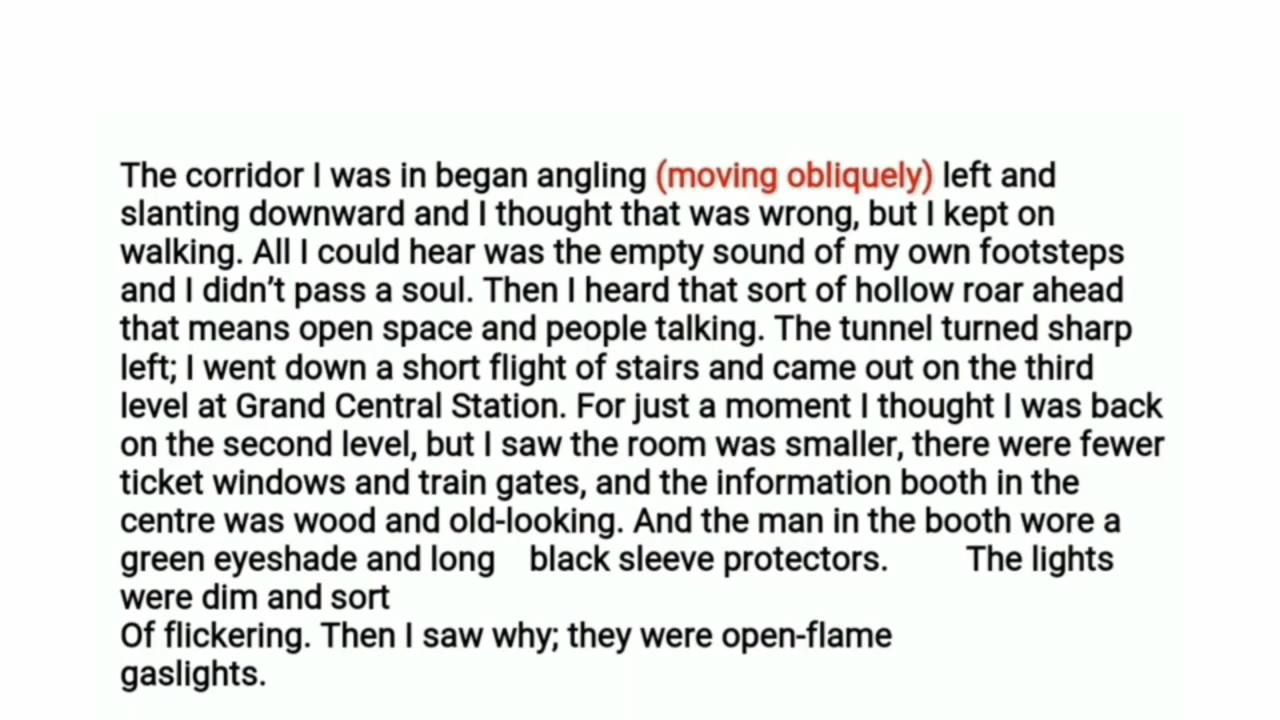 The corridor I was in began angling (moving obliquely) left and
slanting downward and I thought that was wrong, but I kept on
walking. All I could hear was the empty sound of my own footsteps
and I didn’t pass a soul. Then I heard that sort of hollow roar ahead
that means open space and people talking. The tunnel turned sharp
left; I went down a short flight of stairs and came out on the third
level at Grand Central Station. For just a moment I thought I was back
on the second level, but I saw the room was smaller, there were fewer
ticket windows and train gates, and the information booth in the
centre was wood and old-looking. And the man in the booth wore a
green eyeshade and long black sleeve protectors. The lights
were dim and sort
Of flickering. Then I saw why; they were open-flame
gaslights.